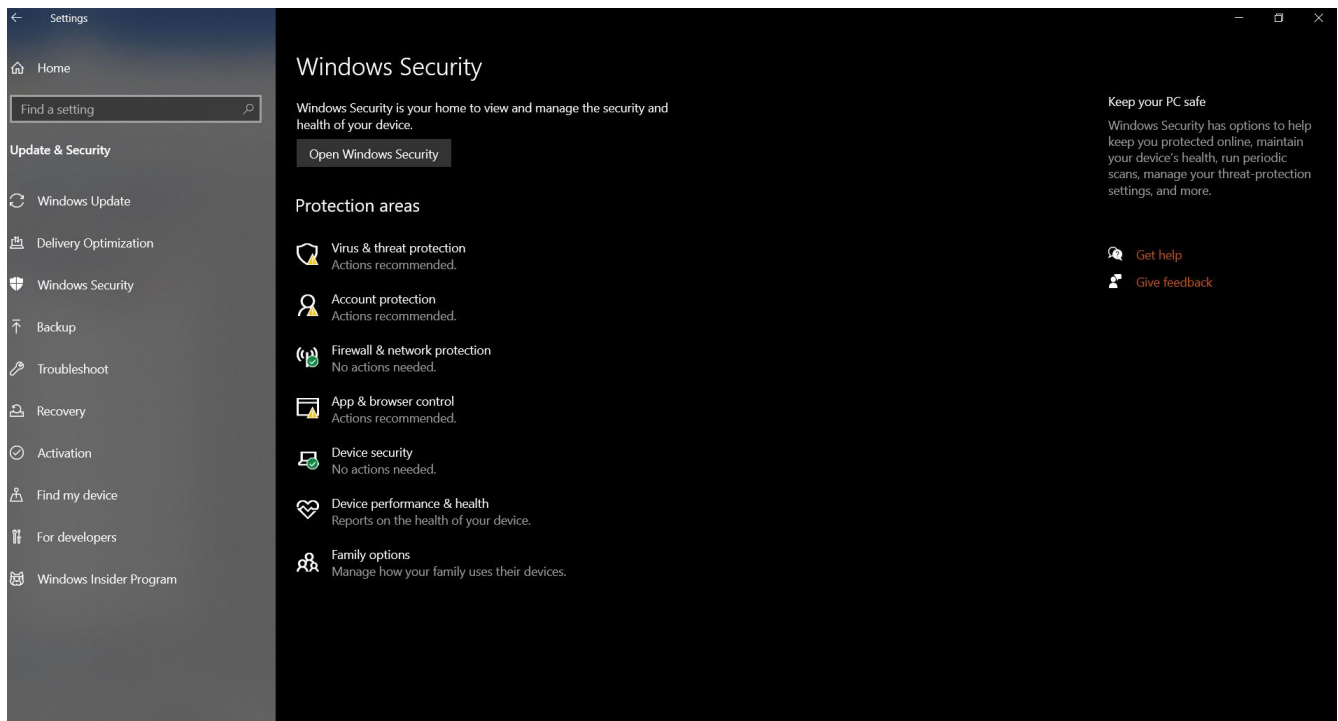 Settings
Home
Find a setting
Update & Security
Windows Update
Delivery Optimization
Windows Security
Backup
Troubleshoot
Recovery
Activation
Find my device
For developers
Windows Insider Program
Windows Security
Windows Security is your home to view and manage the security and
health of your device.
Open Windows Security
Protection areas
Virus & threat protection
Actions recommended.
Account protection
Actions recommended.
Firewall & network protection
No actions needed.
App & browser control
Actions recommended.
Device security
No actions needed.
Device performance & health
Reports on the health of your device.
Family options
Manage how your family uses their devices.
Keep your PC safe
Windows Security has options to help
keep you protected online, maintain
your device's health, run periodic
scans, manage your threat-protection
settings, and more.
Get help
Give feedback